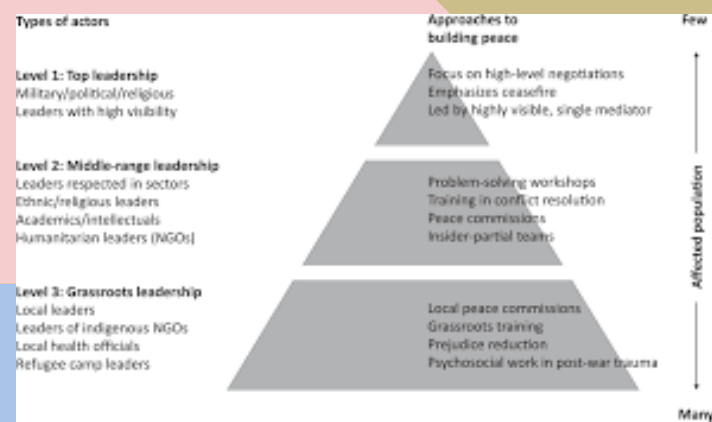 Types of actors
Approaches to
building peace
Few
Level 1: Top leadership
Military/political/religious
Leaders with high visibility
Focus on high-level negotiations
Emphasizes ceasefire
Led by highly visible, single mediator
Level 2: Middle-range leadership
Leaders respected in sectors
Ethnic/religious leaders
Academics/intellectuals
Humanitarian leaders (NGOs)
Problem-solving workshops
Training in conflict resolution
Peace commissions
Insider-partial teams
Affected population
Level 3: Grassroots leadership
Local leaders
Leaders of indigenous NGOs
Local health officials
Refugee camp leaders
Local peace commissions
Grassroots training
Prejudice reduction
Psychosocial work in post-war trauma
Many